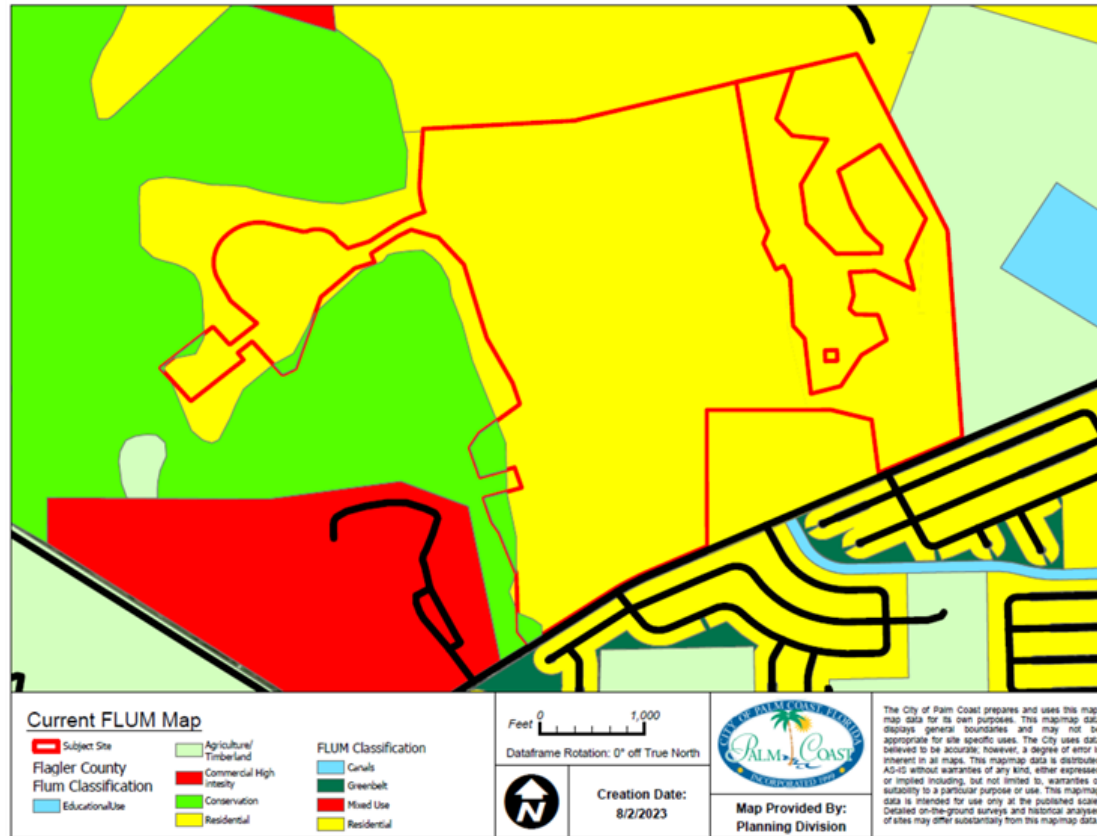 Current FLUM Map
Subject Site
Flagler County
Flum Classification
EducationalUse
Agriculture/
Timberland
Commercial High
intesity
Conservation
Residential
FLUM Classification
Canals
Greenbelt
Mixed Use
Residential
Feet 0 1,000
Dataframe Rotation: 0° off True North
N
Creation Date:
8/2/2023
CITY OF PALM COAST FLORIDA
PALM COAST
INCORPORATED 1999
Map Provided By:
Planning Division
The City of Palm Coast prepares and uses this map/
map data for its own purposes. This map/map data
displays general boundaries and may not be
appropriate for site specific uses. The City uses data
believed to be accurate; however, a degree of error is
inherent in all maps. This map/map data is distributed
AS-IS without warranties of any kind, either expressed
or implied including, but not limited to, warranties of
suitability to a particular purpose or use. This map/map
data is intended for use only at the published scale.
Detailed on-the-ground surveys and historical analyses
of sites may differ substantially from this map/map data.